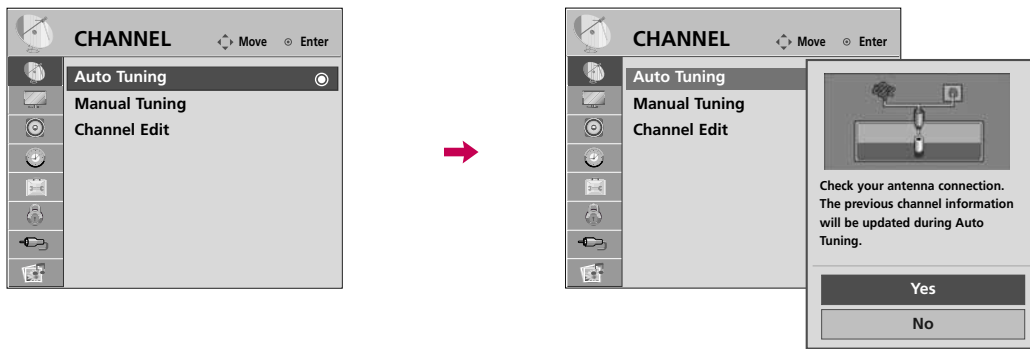 CHANNEL Move Enter
Auto Tuning
Manual Tuning
Channel Edit
CHANNEL Move Enter
Auto Tuning
Manual Tuning
Channel Edit
Check your antenna connection.
The previous channel information
will be updated during Auto
Tuning.
Yes
No